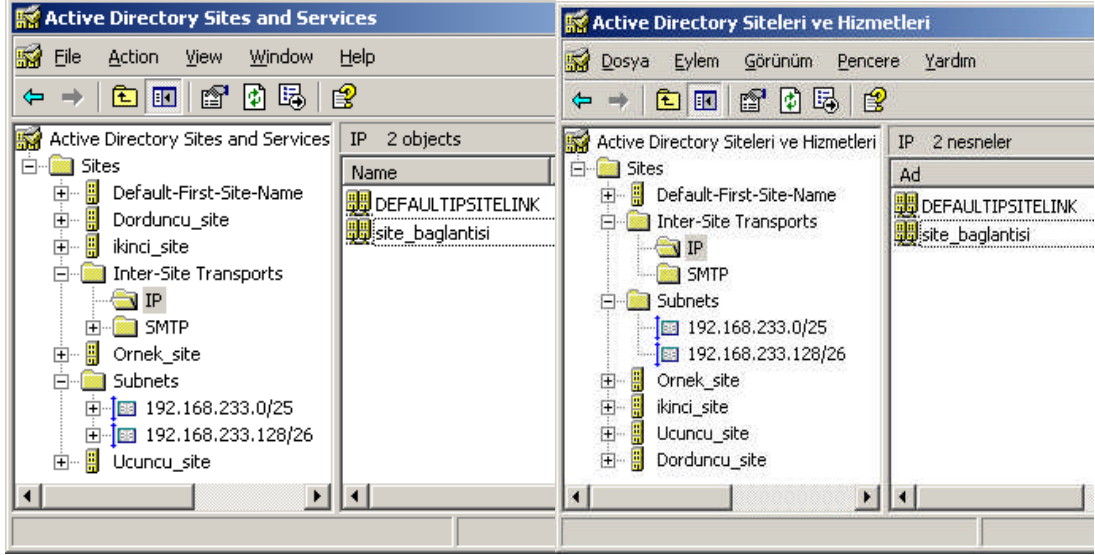 Active Directory Sites and Services
File Action View Window Help
Active Directory Sites and Services
Sites
Default-First-Site-Name
Dorduncu_site
ikinci_site
Inter-Site Transports
IP
SMTP
Ornek_site
Subnets
192.168.233.0/25
192.168.233.128/26
Ucuncu_site
IP 2 objects
Name
DEFAULTIPSITELINK
site_baglantisi
Active Directory Siteleri ve Hizmetleri
Dosya Eylem Görünüm Pencere Yardım
Active Directory Siteleri ve Hizmetleri
Sites
Default-First-Site-Name
Inter-Site Transports
IP
SMTP
Subnets
192.168.233.0/25
192.168.233.128/26
Ornek_site
ikinci_site
Ucuncu_site
Dorduncu_site
IP 2 nesneler
Ad
DEFAULTIPSITELINK
site_baglantisi